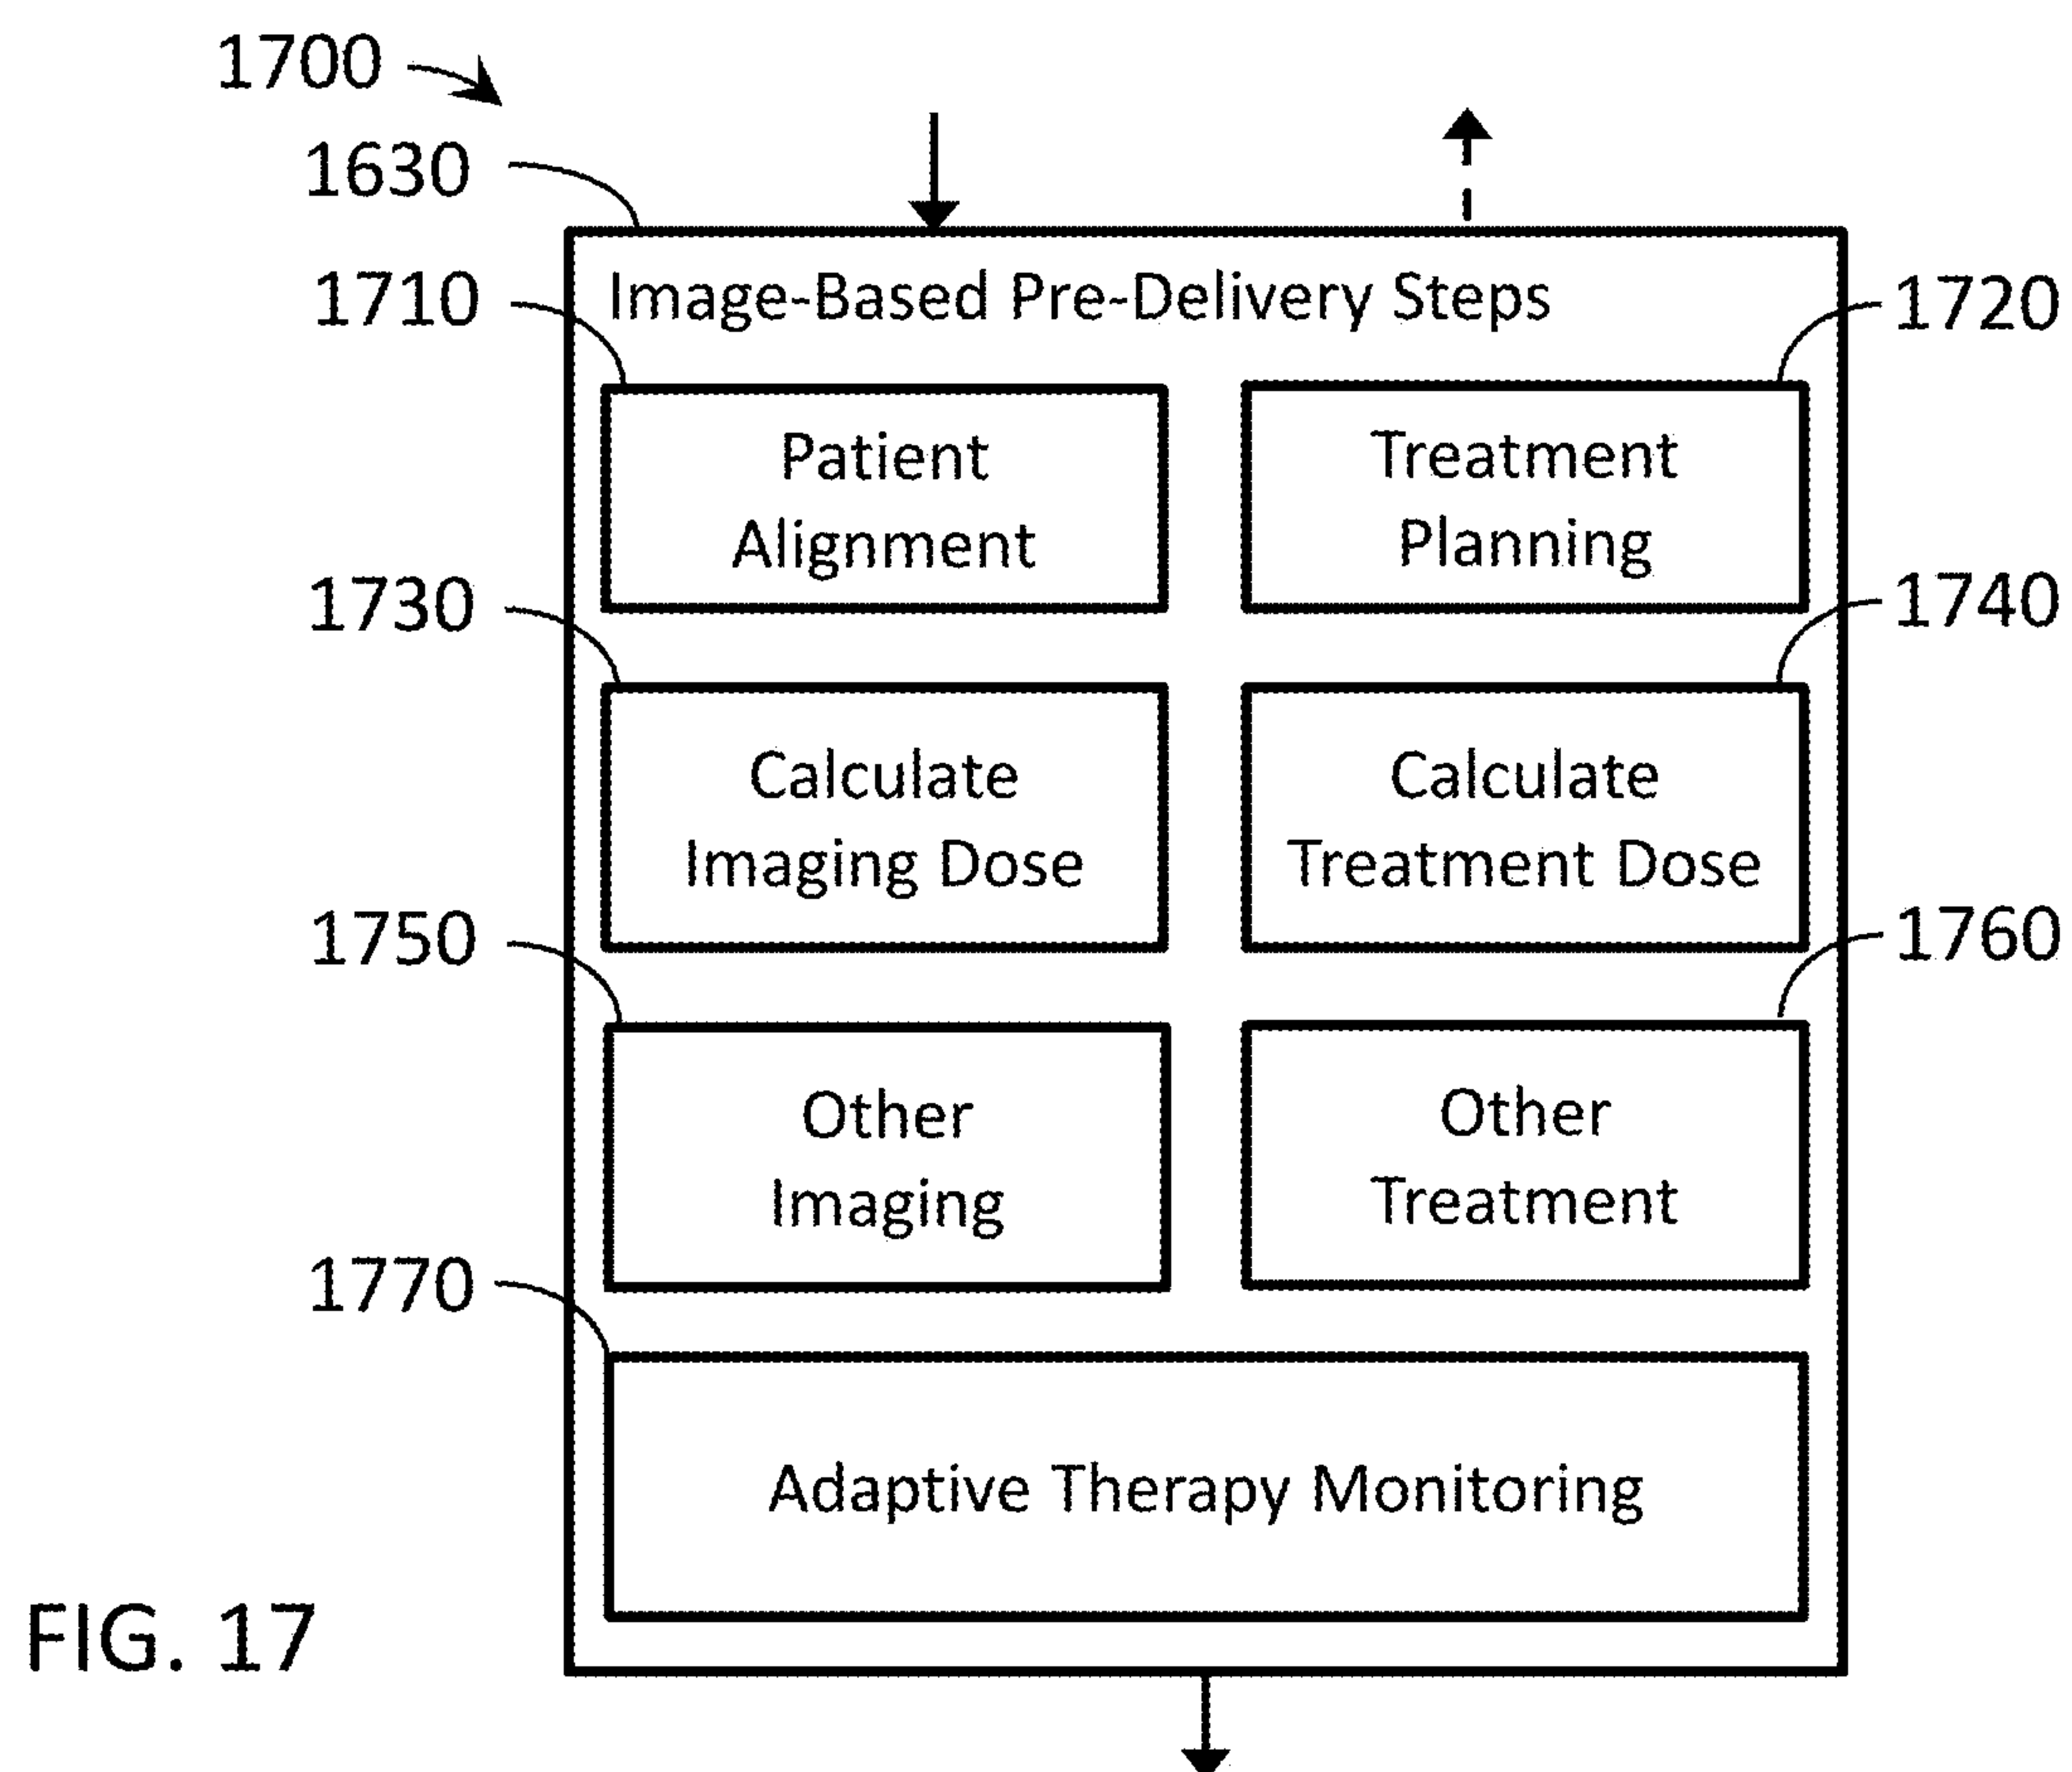 1700
1630
Image-Based Pre-Delivery Steps
1710
1720
Patient
Alignment
Treatment
Planning
1730
1740
Calculate
Imaging Dose
Calculate
Treatment Dose
1750
1760
Other
Imaging
Other
Treatment
1770
Adaptive Therapy Monitoring
FIG. 17